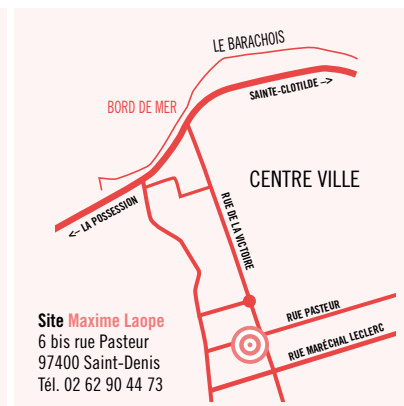 LE BARACHOIS
SAINTE-CLOTILDE -->
BORD DE MER
CENTRE VILLE
<-- LA POSSESSION
RUE DE LA VICTOIRE
RUE PASTEUR
RUE MARÉCHAL LECLERC
Site Maxime Laope
6 bis rue Pasteur
97400 Saint-Denis
Tél. 02 62 90 44 73